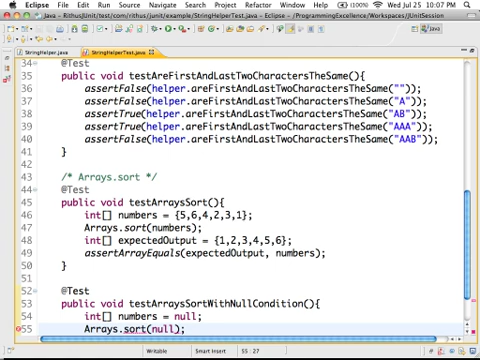 Eclipse File Edit Source Refactor Navigate Search Project Refactor Window Help (100%) Wed Jul 25 10:07 PM
Java - RithusJUnit/test/com/rithus/junit/example/StringHelperTest.java - Eclipse - /ProgrammingExcellence/Workspaces/JUnitSession
Java
StringHelper.java StringHelperTest.java
34 @Test
35 public void testAreFirstAndLastTwoCharactersTheSame(){
36 assertFalse(helper.areFirstAndLastTwoCharactersTheSame(""));
37 assertFalse(helper.areFirstAndLastTwoCharactersTheSame("A"));
38 assertTrue(helper.areFirstAndLastTwoCharactersTheSame("AB"));
39 assertTrue(helper.areFirstAndLastTwoCharactersTheSame("AAA"));
40 assertFalse(helper.areFirstAndLastTwoCharactersTheSame("AAB"));
41 }
42
43 /* Arrays.sort */
44 @Test
45 public void testArraysSort(){
46 int[] numbers = {5,6,4,2,3,1};
47 Arrays.sort(numbers);
48 int[] expectedOutput = {1,2,3,4,5,6};
49 assertArrayEquals(expectedOutput, numbers);
50 }
51
52 @Test
53 public void testArraysSortWithNullCondition(){
54 int[] numbers = null;
55 Arrays.sort(null);
Writable Smart Insert 55 : 27